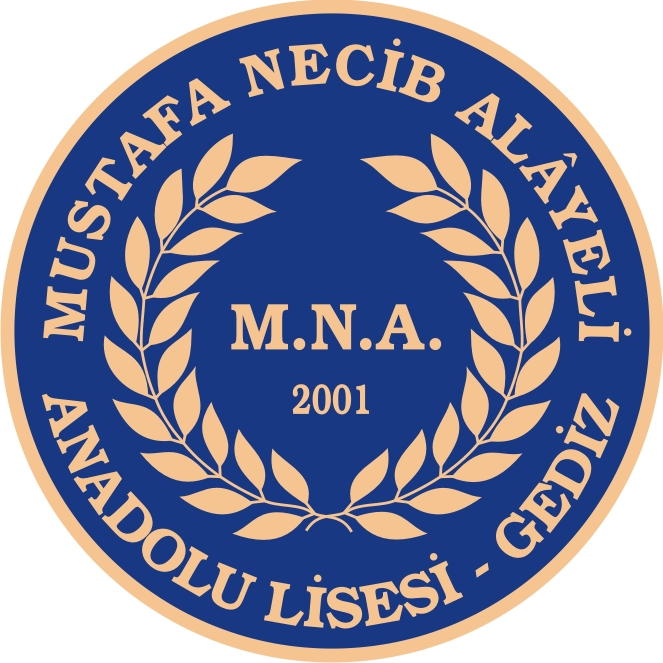 MUSTAFA NECİB ALÂYELİ
M.N.A.
2001
ANADOLU LİSESİ - GEDİZ